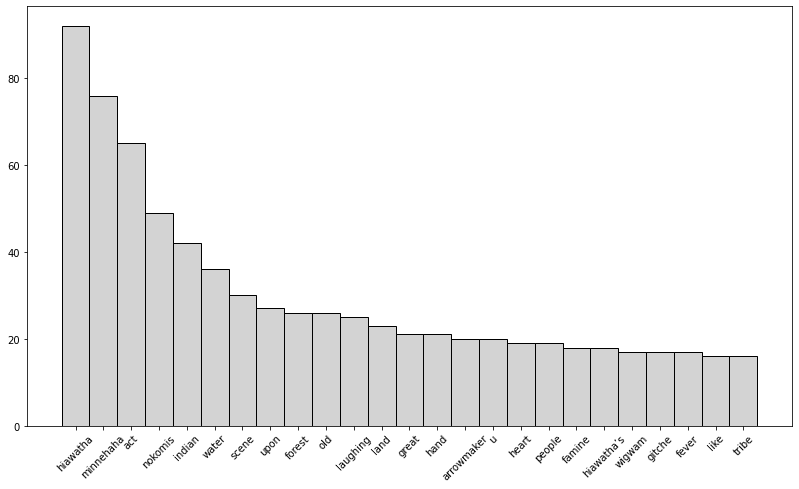 80
60
40
20
0
hiawatha
minnehaha
act
nokomis
indian
water
scene
upon
forest
old
laughing
land
great
hand
arrowmaker
u
heart
people
famine
hiawatha's
wigwam
gitche
fever
like
tribe